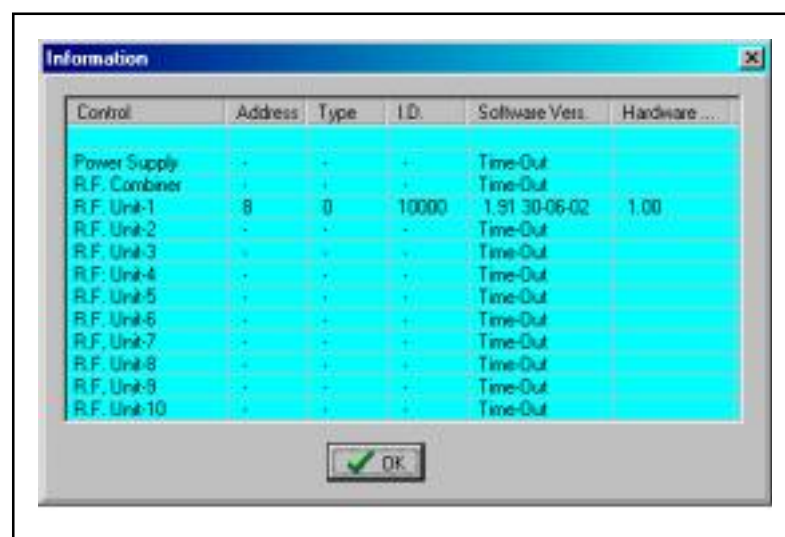 Information
Control Address Type I.D. Software Vers. Hardware ...
Power Supply - - - Time-Out
R.F. Combiner - - - Time-Out
R.F. Unit-1 8 0 10000 1.91 30-06-02 1.00
R.F. Unit-2 - - - Time-Out
R.F. Unit-3 - - - Time-Out
R.F. Unit-4 - - - Time-Out
R.F. Unit-5 - - - Time-Out
R.F. Unit-6 - - - Time-Out
R.F. Unit-7 - - - Time-Out
R.F. Unit-8 - - - Time-Out
R.F. Unit-9 - - - Time-Out
R.F. Unit-10 - - - Time-Out
OK